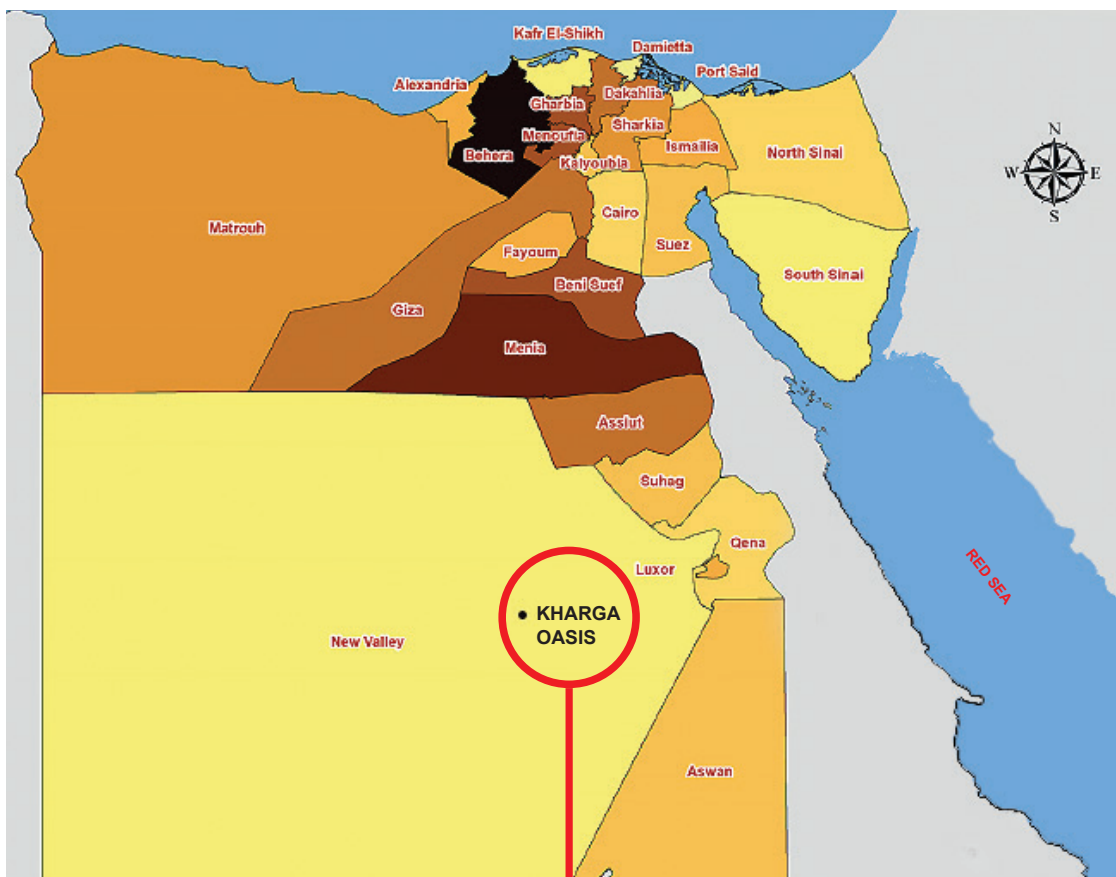 Kafr El-Shikh
Damietta
Port Said
Alexandria
Dakahlia
Gharbia
Sharkia
Menoufia
Ismailia
Behera
Kalyoubia
North Sinai
N
W
E
S
Matrouh
Cairo
Fayoum
Suez
South Sinai
Beni Suef
Giza
Menia
Assiut
Suhag
Qena
Luxor
RED SEA
KHARGA
OASIS
New Valley
Aswan